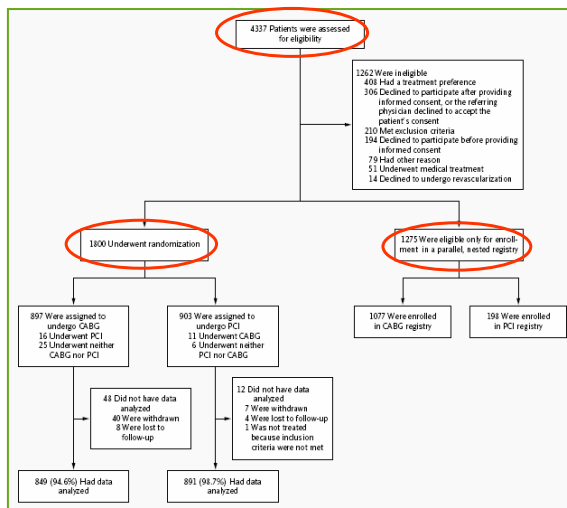 4337 Patients were assessed
for eligibility
1262 Were ineligible
408 Had a treatment preference
306 Declined to participate after providing
informed consent, or the referring
physician declined to accept the
patient's consent
210 Met exclusion criteria
194 Declined to participate before providing
informed consent
79 Had other reason
51 Underwent medical treatment
14 Declined to undergo revascularization
1800 Underwent randomization
1275 Were eligible only for enroll-
ment in a parallel, nested registry
897 Were assigned to
undergo CABG
16 Underwent PCI
25 Underwent neither
CABG nor PCI
903 Were assigned to
undergo PCI
11 Underwent CABG
6 Underwent neither
PCI nor CABG
1077 Were enrolled
in CABG registry
198 Were enrolled
in PCI registry
48 Did not have data
analyzed
40 Were withdrawn
8 Were lost to
follow-up
12 Did not have data
analyzed
7 Were withdrawn
4 Were lost to follow-up
1 Was not treated
because inclusion
criteria were not met
849 (94.6%) Had data
analyzed
891 (98.7%) Had data
analyzed